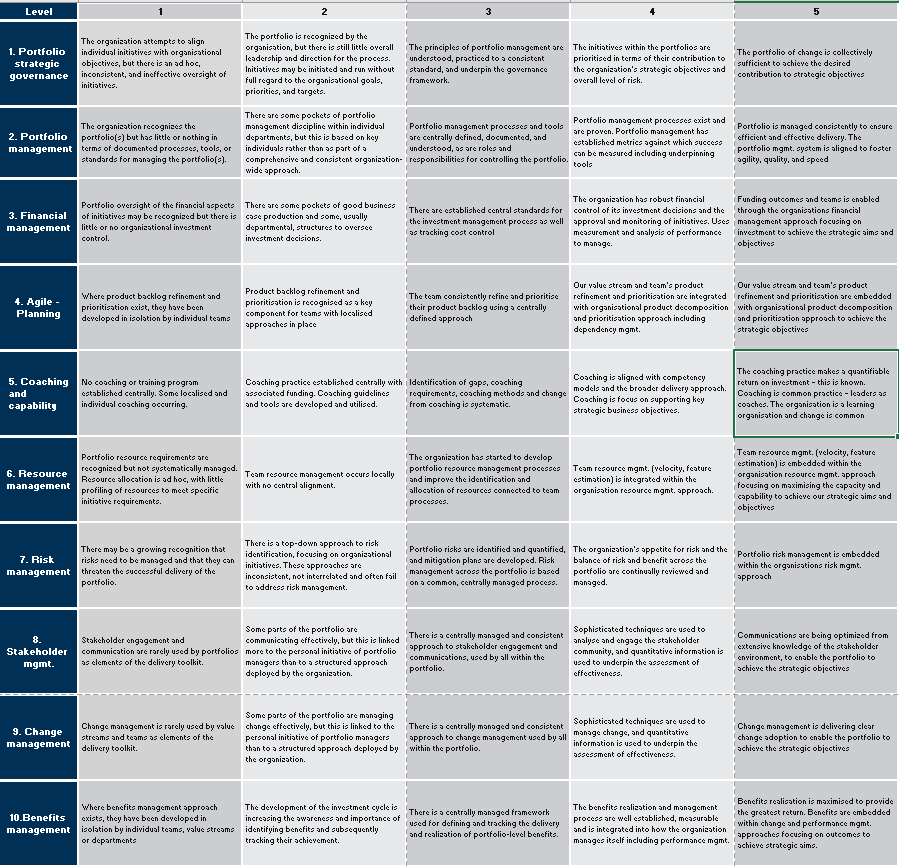 Level 1 2 3 4 5
1. Portfolio
strategic
governance
The organization attempts to align
individual initiatives with organisational
objectives, but there is an ad hoc,
inconsistent, and ineffective oversight of
initiatives.
The portfolio is recognized by the
organisation, but there is still little overall
leadership and direction for the process.
Initiatives may be initiated and run without
full regard to the organisational goals,
priorities, and targets.
The principles of portfolio management are
understood, practiced to a consistent
standard, and underpin the governance
framework.
The initiatives within the portfolios are
prioritised in terms of their contribution to
the organization's strategic objectives and
overall level of risk.
The portfolio of change is collectively
sufficient to achieve the desired
contribution to strategic objectives
2. Portfolio
management
The organization recognizes the
portfolio(s) but has little or nothing in
terms of documented processes, tools, or
standards for managing the portfolio(s).
There are some pockets of portfolio
management discipline within individual
departments, but this is based on key
individuals rather than as part of a
comprehensive and consistent organization-
wide approach.
Portfolio management processes and tools
are centrally defined, documented, and
understood, as are roles and
responsibilities for controlling the portfolio.
Portfolio management processes exist and
are proven. Portfolio management has
established metrics against which success
can be measured including underpinning
tools
Portfolio is managed consistently to ensure
efficient and effective delivery. The
portfolio mgmt. system is aligned to foster
agility, quality, and speed
3. Financial
management
Portfolio oversight of the financial aspects
of initiatives may be recognized but there is
little or no organizational investment
control.
There are some pockets of good business
case production and some, usually
departmental, structures to oversee
investment decisions.
There are established central standards for
the investment management process as well
as tracking cost control
The organization has robust financial
control of its investment decisions and the
approval and monitoring of initiatives. Uses
measurement and analysis of performance
to manage.
Funding outcomes and teams is enabled
through the organisations financial
management approach focusing on
investment to achieve the strategic aims and
objectives
4. Agile -
Planning
Where product backlog refinement and
prioritisation exist, they have been
developed in isolation by individual teams
Product backlog refinement and
prioritisation is recognised as a key
component for teams with localised
approaches in place
The team consistently refine and prioritise
their product backlog using a centrally
defined approach
Our value stream and team's product
refinement and prioritisation are integrated
with organisational product decomposition
and prioritisation approach including
dependency mgmt.
Our value stream and team's product
refinement and prioritisation are embedded
with organisational product decomposition
and prioritisation approach to achieve the
strategic objectives
5. Coaching
and
capability
No coaching or training program
established centrally. Some localised and
individual coaching occurring.
Coaching practice established centrally with
associated funding. Coaching guidelines
and tools are developed and utilised.
Identification of gaps, coaching
requirements, coaching methods and change
from coaching is systematic.
Coaching is aligned with competency
models and the broader delivery approach.
Coaching is focus on supporting key
strategic business objectives.
The coaching practice makes a quantifiable
return on investment - this is known.
Coaching is common practice - leaders as
coaches. The organisation is a learning
organisation and change is common
6. Resource
management
Portfolio resource requirements are
recognized but not systematically managed.
Resource allocation is ad hoc, with little
profiling of resources to meet specific
initiative requirements.
Team resource management occurs locally
with no central alignment.
The organization has started to develop
portfolio resource management processes
and improve the identification and
allocation of resources connected to team
processes.
Team resource mgmt. (velocity, feature
estimation) is integrated within the
organisation resource mgmt. approach.
Team resource mgmt. (velocity, feature
estimation) is embedded within the
organisation resource mgmt. approach
focusing on maximising the capacity and
capability to achieve our strategic aims and
objectives
7. Risk
management
There may be a growing recognition that
risks need to be managed and that they can
threaten the successful delivery of the
portfolio.
There is a top-down approach to risk
identification, focusing on organizational
initiatives. These approaches are
inconsistent, not interrelated and often fail
to address risk management.
Portfolio risks are identified and quantified,
and mitigation plans are developed. Risk
management across the portfolio is based
on a common, centrally managed process.
The organization's appetite for risk and the
balance of risk and benefit across the
portfolio are continually reviewed and
managed.
Portfolio risk management is embedded
within the organisations risk mgmt.
approach
8.
Stakeholder
mgmt.
Stakeholder engagement and
communication are rarely used by portfolios
as elements of the delivery toolkit.
Some parts of the portfolio are
communicating effectively, but this is linked
more to the personal initiative of portfolio
managers than to a structured approach
deployed by the organization.
There is a centrally managed and consistent
approach to stakeholder engagement and
communications, used by all within the
portfolio.
Sophisticated techniques are used to
analyse and engage the stakeholder
community, and quantitative information is
used to underpin the assessment of
effectiveness.
Communications are being optimized from
extensive knowledge of the stakeholder
environment, to enable the portfolio to
achieve the strategic objectives
9. Change
management
Change management is rarely used by value
streams and teams as elements of the
delivery toolkit.
Some parts of the portfolio are managing
change effectively, but this is linked to the
personal initiative of portfolio managers
than to a structured approach deployed by
the organization.
There is a centrally managed and consistent
approach to change management used by all
within the portfolio.
Sophisticated techniques are used to
manage change, and quantitative
information is used to underpin the
assessment of effectiveness.
Change management is delivering clear
change adoption to enable the portfolio to
achieve the strategic objectives
10.Benefits
management
Where benefits management approach
exists, they have been developed in
isolation by individual teams, value streams
or departments
The development of the investment cycle is
increasing the awareness and importance of
identifying benefits and subsequently
tracking their achievement.
There is a centrally managed framework
used for defining and tracking the delivery
and realization of portfolio-level benefits.
The benefits realization and management
process are well established, measurable
and is integrated into how the organization
manages itself including performance mgmt.
Benefits realisation is maximised to provide
the greatest return. Benefits are embedded
within change and performance mgmt.
approaches focusing on outcomes to
achieve strategic aims.